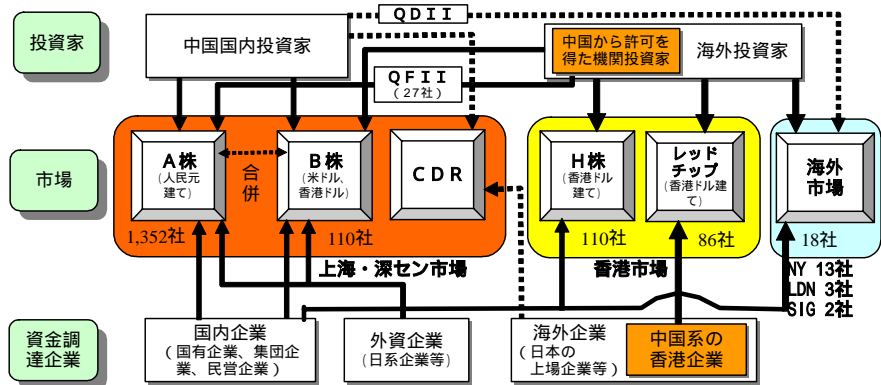 QDII
投資家
中国国内投資家
中国から許可を
得た機関投資家
海外投資家
QFII
(27社)
市場
A株
(人民元
建て)
合
併
B株
(米ドル、
香港ドル)
CDR
H株
(香港ドル
建て)
レッド
チップ
(香港ドル建
て)
海外
市場
1,352社
110社
110社
86社
18社
上海・深セン市場
香港市場
NY 13社
LDN 3社
SIG 2社
資金調
達企業
国内企業
(国有企業、集団企
業、民営企業)
外資企業
(日系企業等)
海外企業
(日本の
上場企業等)
中国系の
香港企業